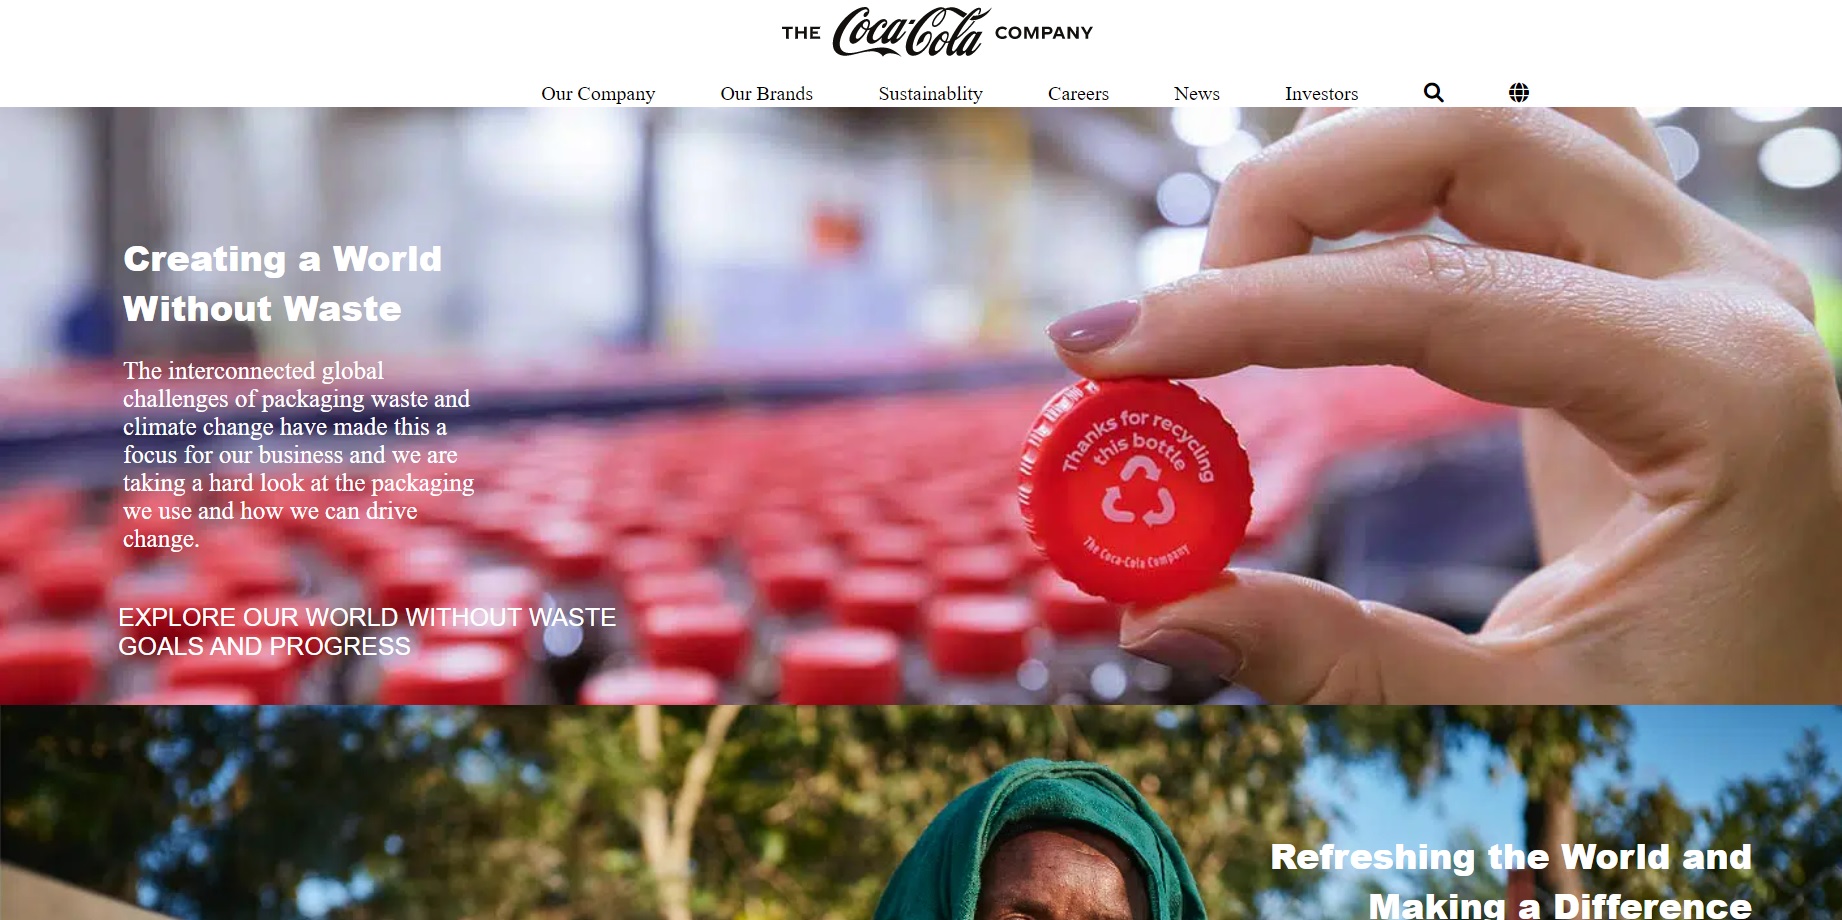 THE Coca-Cola COMPANY
Our Company Our Brands Sustainablity Careers News Investors
Creating a World
Without Waste
The interconnected global
challenges of packaging waste and
climate change have made this a
focus for our business and we are
taking a hard look at the packaging
we use and how we can drive
change.
EXPLORE OUR WORLD WITHOUT WASTE
GOALS AND PROGRESS
Thanks for recycling
this bottle
The Coca-Cola Company
Refreshing the World and
Making a Difference